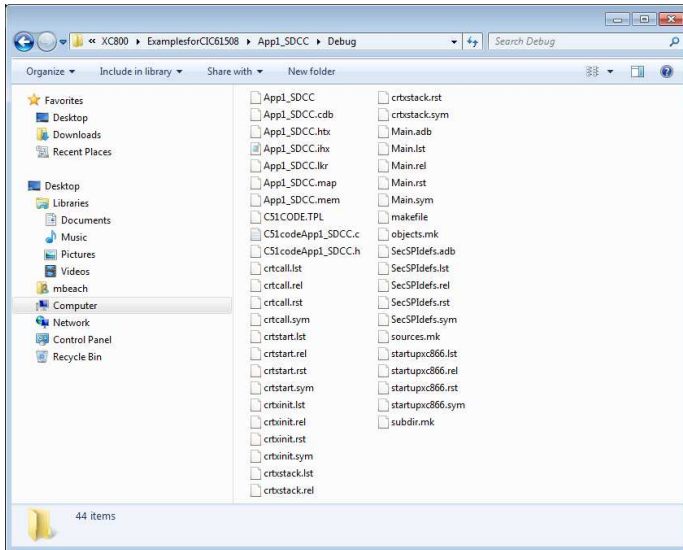 « XC800 ▸ ExamplesforCIC61508 ▸ App1_SDCC ▸ Debug
Search Debug
Organize
Include in library
Share with
New folder
Favorites
Desktop
Downloads
Recent Places
Desktop
Libraries
Documents
Music
Pictures
Videos
mbeach
Computer
Network
Control Panel
Recycle Bin
App1_SDCC
App1_SDCC.cdb
App1_SDCC.htx
App1_SDCC.ihx
App1_SDCC.lkr
App1_SDCC.map
App1_SDCC.mem
C51CODE.TPL
C51codeApp1_SDCC.c
C51codeApp1_SDCC.h
crtcall.lst
crtcall.rel
crtcall.rst
crtcall.sym
crtstart.lst
crtstart.rel
crtstart.rst
crtstart.sym
crtxinit.lst
crtxinit.rel
crtxinit.rst
crtxinit.sym
crtxstack.lst
crtxstack.rel
crtxstack.rst
crtxstack.sym
Main.adb
Main.lst
Main.rel
Main.rst
Main.sym
makefile
objects.mk
SecSPIdefs.adb
SecSPIdefs.lst
SecSPIdefs.rel
SecSPIdefs.rst
SecSPIdefs.sym
sources.mk
startupxc866.lst
startupxc866.rel
startupxc866.rst
startupxc866.sym
subdir.mk
44 items